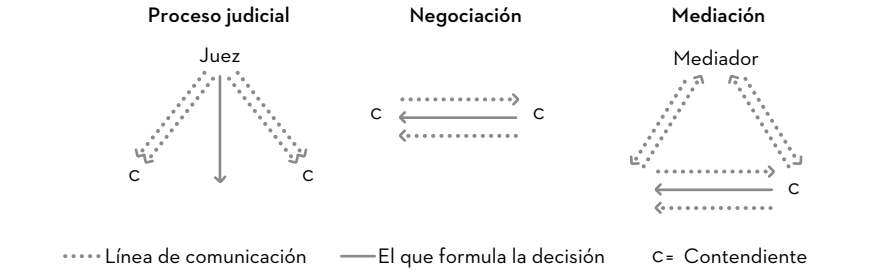 Proceso judicial
Negociación
Mediación
Juez
Mediador
C
C
C
C
C
Línea de comunicación
El que formula la decisión
C= Contendiente